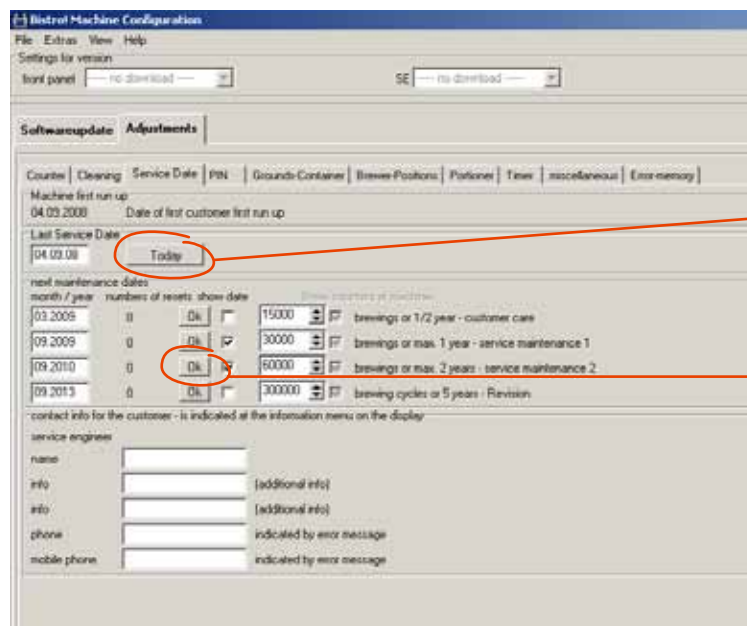 Bistrot Machine Configuration
File Extras View Help
Settings for version
front panel --- no download --- SE --- no download ---
Softwareupdate Adjustments
Counter Cleaning Service Date PIN Grounds-Container Brewer-Positions Portioner Timer miscellaneous Error-memory
Machine first run up
04.09.2008 Date of first customer first run up
Last Service Date
04.09.08 Today
next maintenance dates
month / year numbers of resets show date
03.2009 0 Ok 15000 brewings or 1/2 year - customer care
09.2009 0 Ok 30000 brewings or max. 1 year - service maintenance 1
09.2010 0 Ok 60000 brewings or max. 2 years - service maintenance 2
09.2013 0 Ok 300000 brewing cycles or 5 years - Revision
contact info for the customer - is indicated at the information menu on the display
service engineer
name
info (additional info)
info (additional info)
phone indicated by error message
mobile phone indicated by error message